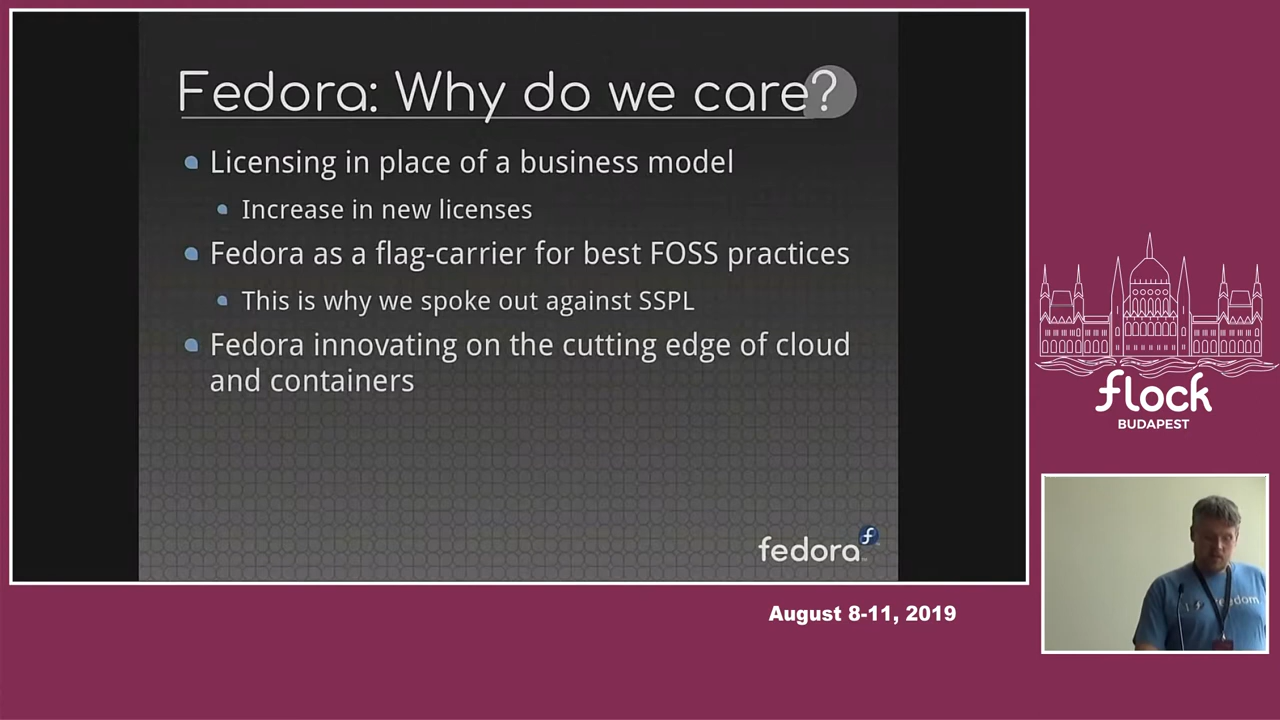 Fedora: Why do we care?
Licensing in place of a business model
Increase in new licenses
Fedora as a flag-carrier for best FOSS practices
This is why we spoke out against SSPL
Fedora innovating on the cutting edge of cloud
and containers
fedora
flock
BUDAPEST
August 8-11, 2019